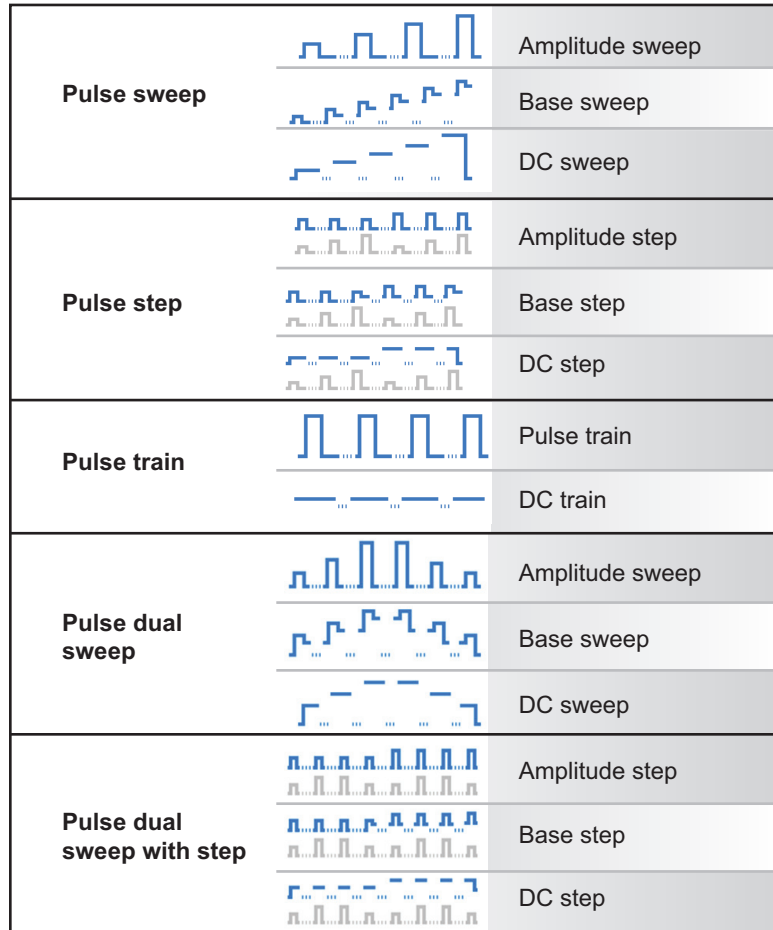 Pulse sweep
Amplitude sweep
Base sweep
DC sweep
Pulse step
Amplitude step
Base step
DC step
Pulse train
Pulse train
DC train
Pulse dual
sweep
Amplitude sweep
Base sweep
DC sweep
Pulse dual
sweep with step
Amplitude step
Base step
DC step